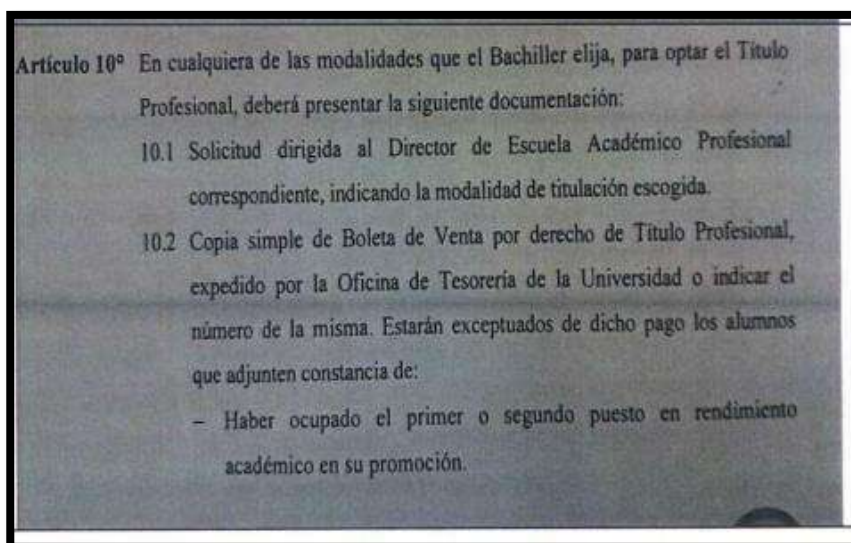 Artículo 10° En cualquiera de las modalidades que el Bachiller elija, para optar el Título
Profesional, deberá presentar la siguiente documentación:
10.1 Solicitud dirigida al Director de Escuela Académico Profesional
correspondiente, indicando la modalidad de titulación escogida.
10.2 Copia simple de Boleta de Venta por derecho de Título Profesional,
expedido por la Oficina de Tesorería de la Universidad o indicar el
número de la misma. Estarán exceptuados de dicho pago los alumnos
que adjunten constancia de:
– Haber ocupado el primer o segundo puesto en rendimiento
académico en su promoción.